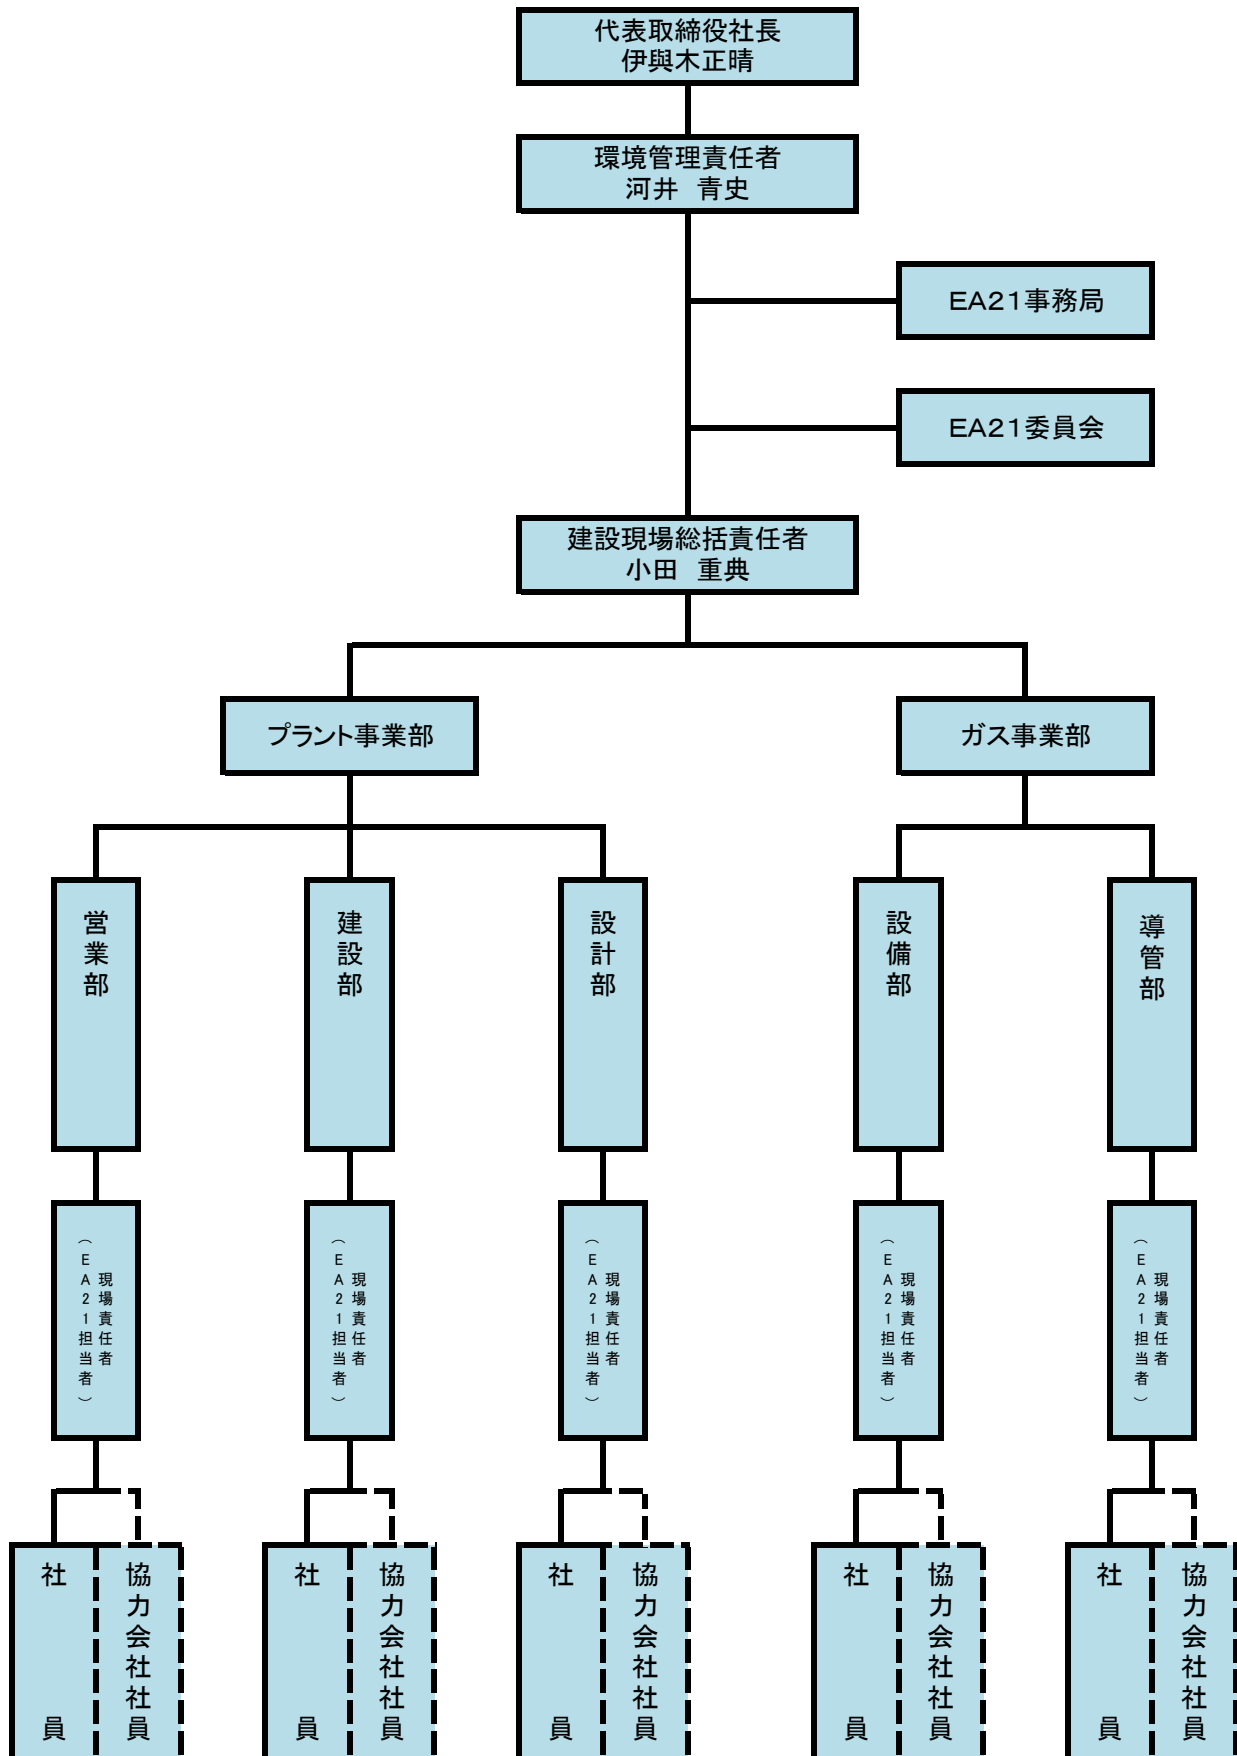 代表取締役社長
伊與木正晴
環境管理責任者
河井　青史
EA21事務局
EA21委員会
建設現場総括責任者
小田　重典
プラント事業部
ガス事業部
営業部
建設部
設計部
設備部
導管部
現場責任者
（EA21担当者）
現場責任者
（EA21担当者）
現場責任者
（EA21担当者）
現場責任者
（EA21担当者）
現場責任者
（EA21担当者）
社員
協力会社社員
社員
協力会社社員
社員
協力会社社員
社員
協力会社社員
社員
協力会社社員